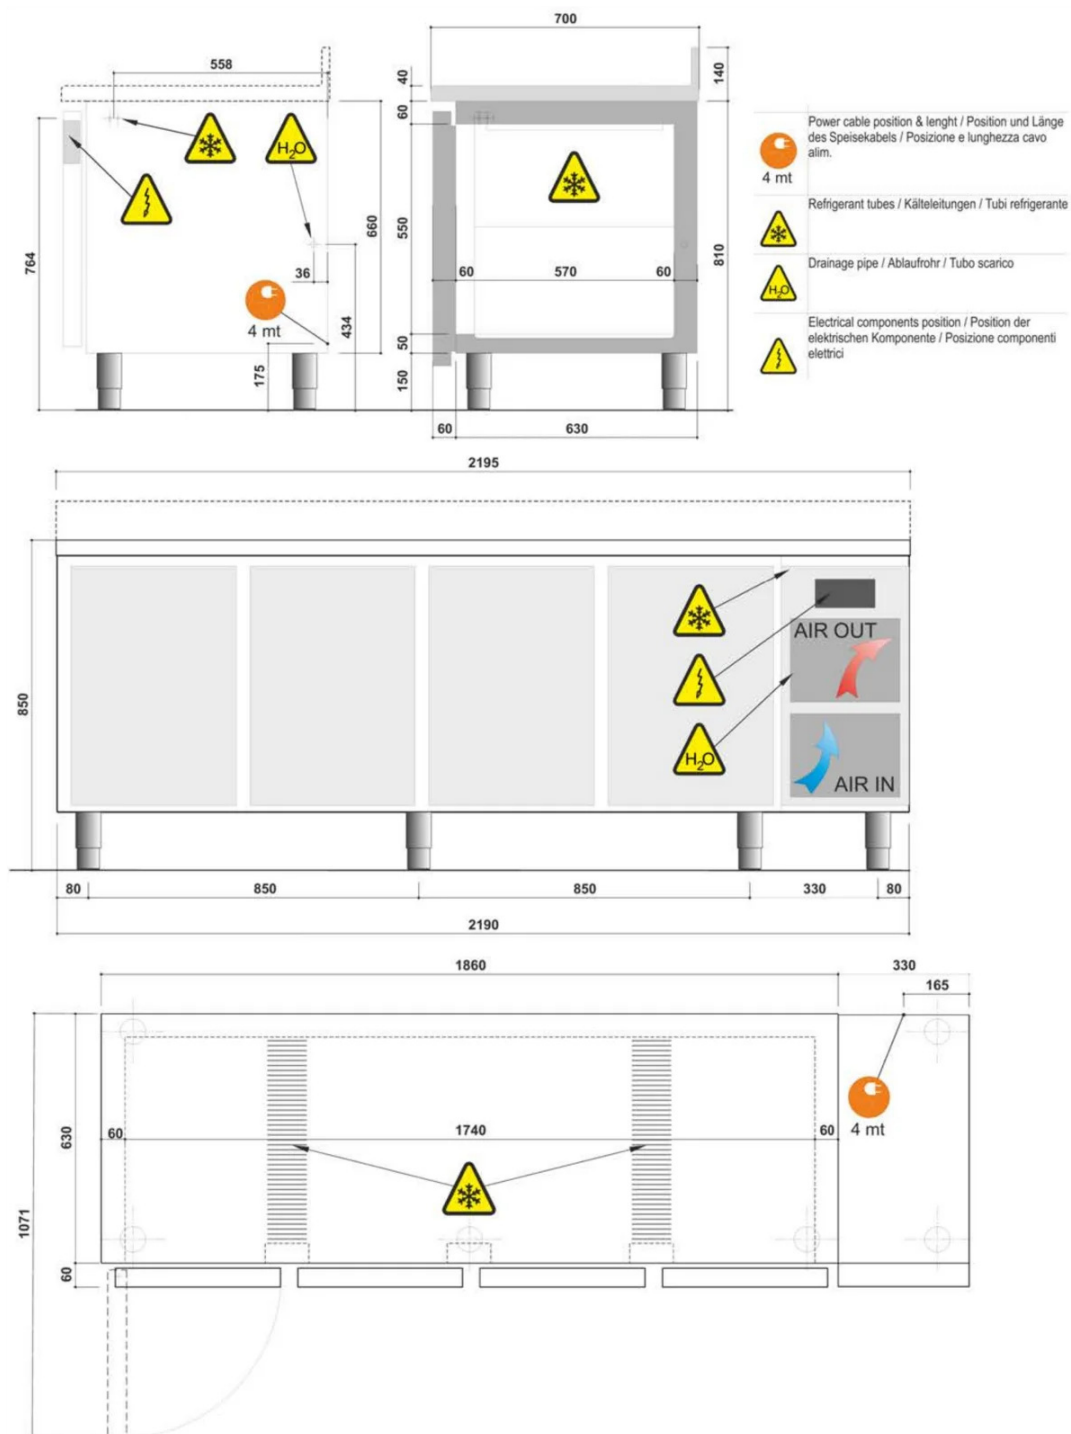 700
558
40
140
60
Power cable position & lenght / Position und Länge
des Speisekabels / Posizione e lunghezza cavo
alim.
4 mt
H2O
Refrigerant tubes / Kälteleitungen / Tubi refrigerante
550
660
764
810
Drainage pipe / Ablaufrohr / Tubo scarico
H2O
36
60
570
60
4 mt
434
Electrical components position / Position der
elektrischen Komponente / Posizione componenti
elettrici
50
175
150
60
630
2195
850
AIR OUT
H2O
AIR IN
80
850
850
330
80
2190
1860
330
165
630
60
1740
60
4 mt
1071
60